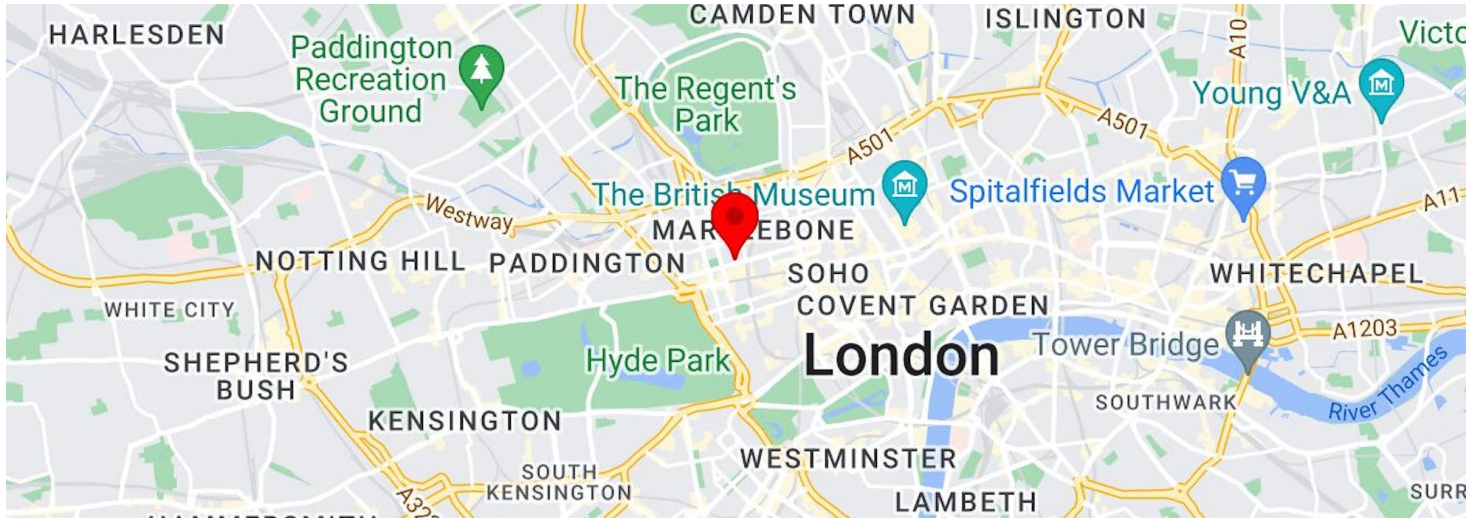 HARLESDEN
Paddington
Recreation
Ground
CAMDEN TOWN
ISLINGTON
A10
The Regent's
Park
Young V&A
A501
A501
The British Museum
Spitalfields Market
A11
Westway
NOTTING HILL
PADDINGTON
SOHO
WHITECHAPEL
WHITE CITY
COVENT GARDEN
A1203
SHEPHERD'S
BUSH
Hyde Park
London
Tower Bridge
River Thames
KENSINGTON
SOUTHWARK
WESTMINSTER
SOUTH
KENSINGTON
LAMBETH